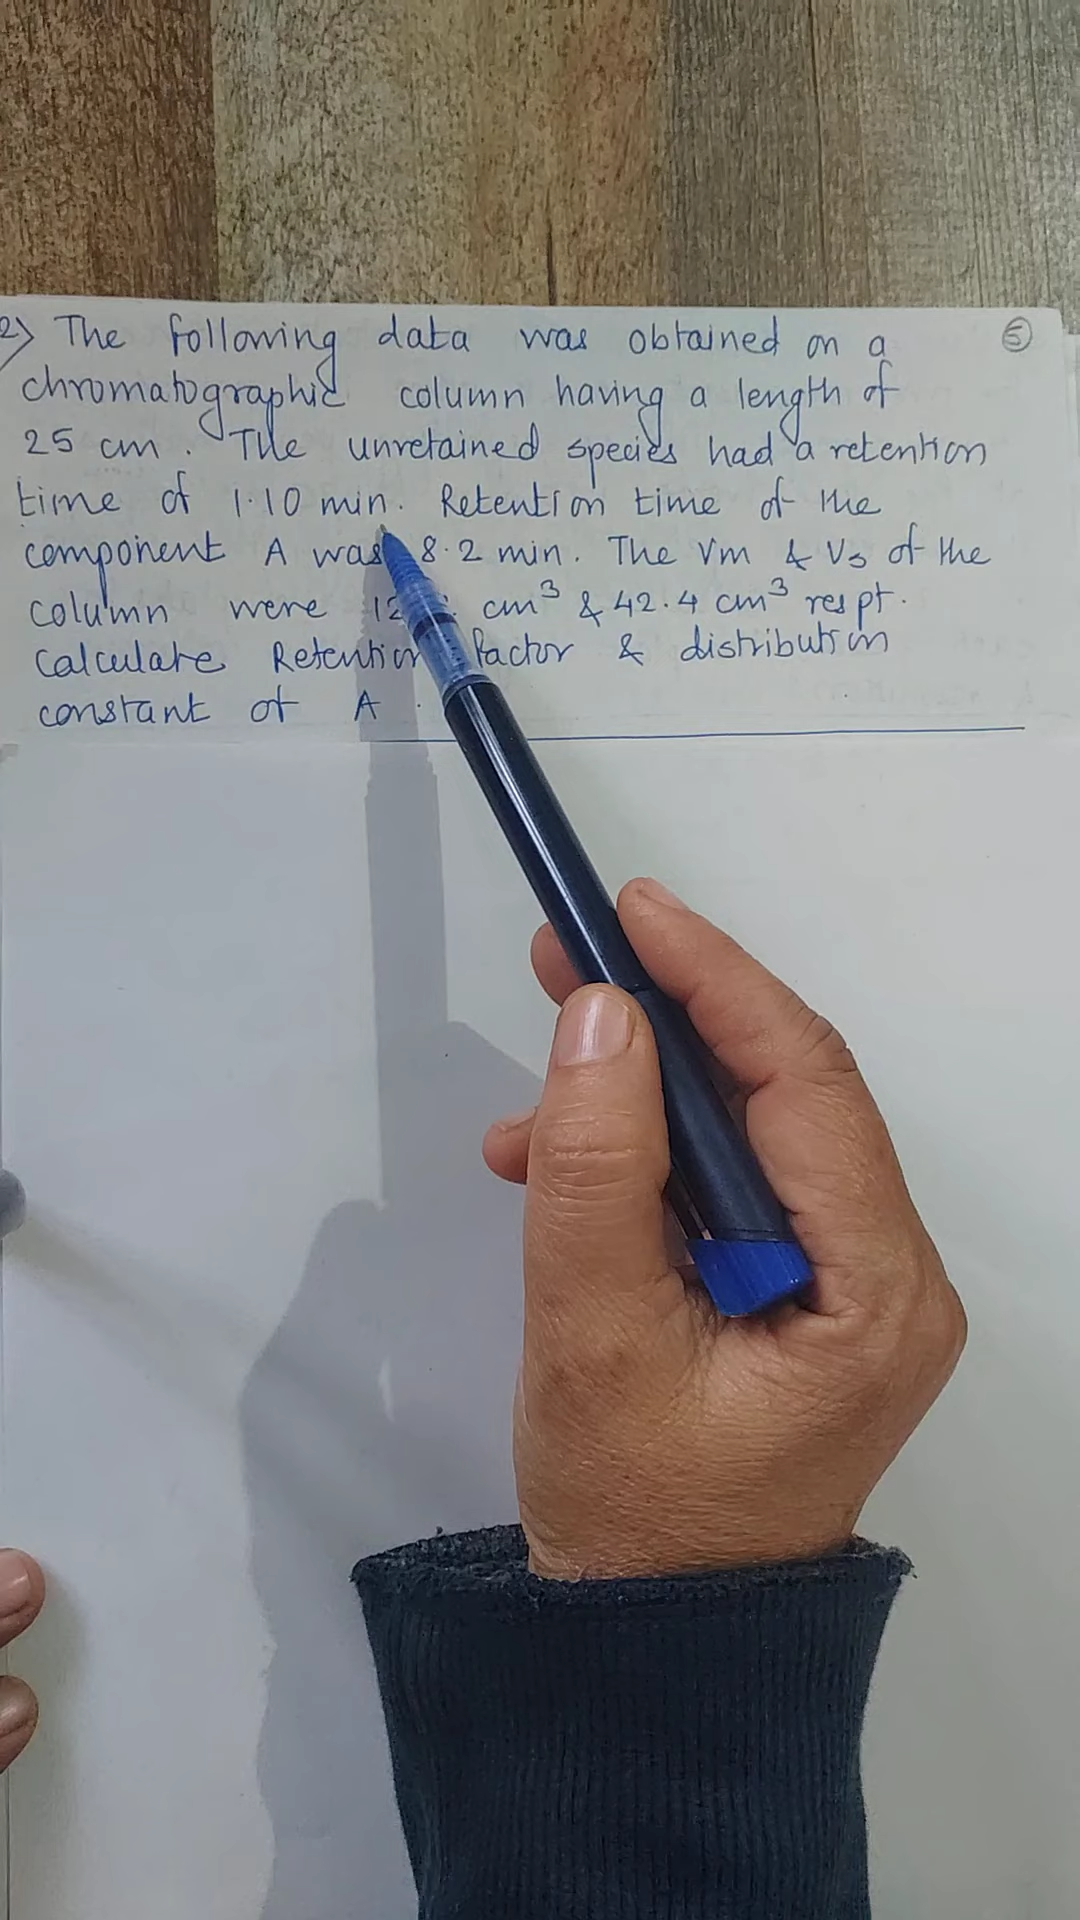 2) The following data was obtained on a ⑤
chromatographic column having a length of
25 cm. The unretained species had a retention
time of 1.10 min. Retention time of the
component A was 8.2 min. The Vm & Vs of the
column were cm³ & 42.4 cm³ respt.
Calculate Retention factor & distribution
constant of A.